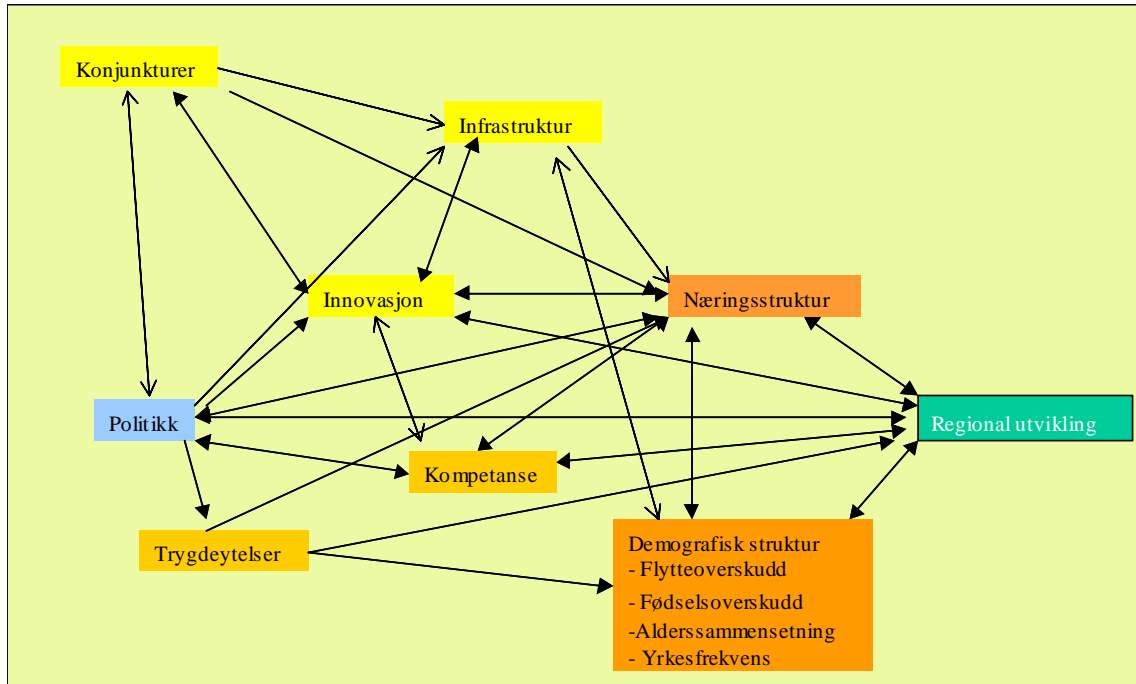 Konjunkturer
Infrastruktur
Innovasjon
Næringsstruktur
Politikk
Regional utvikling
Kompetanse
Trygdeytelser
Demografisk struktur
- Flytteoverskudd
- Fødselsoverskudd
-Alderssammensetning
- Yrkesfrekvens